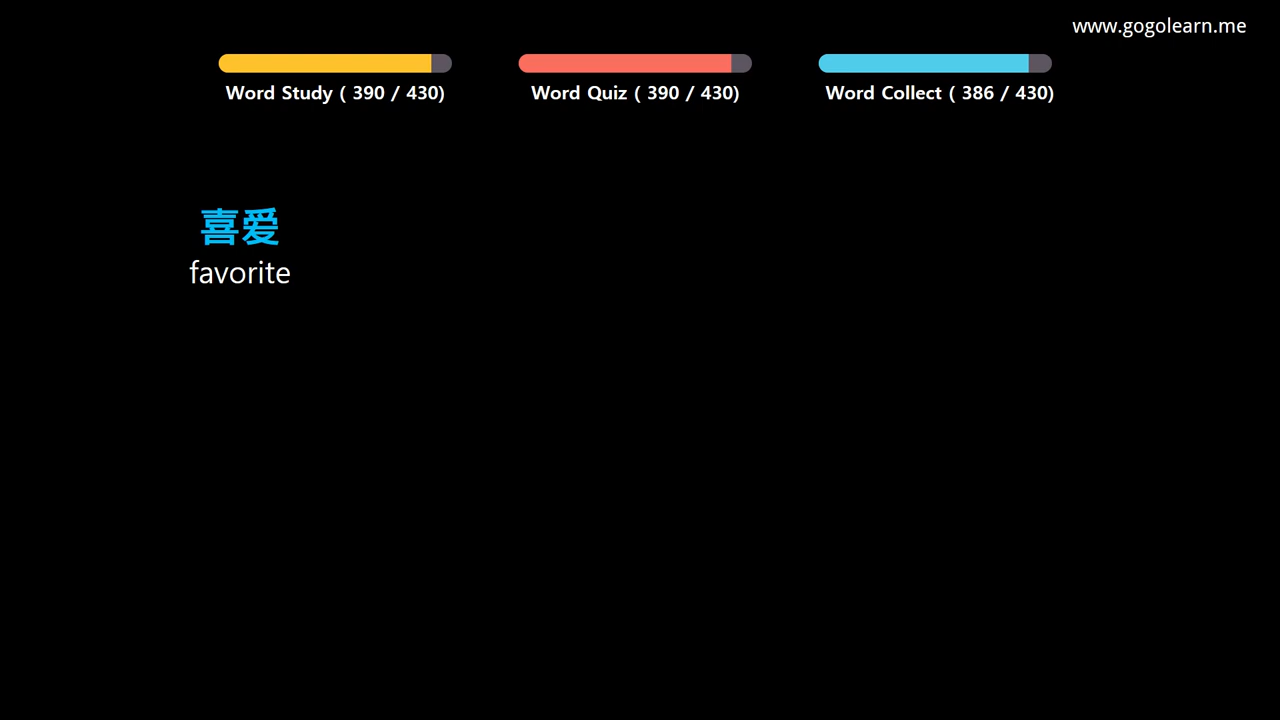 www.gogolearn.me
Word Study ( 390 / 430)
Word Quiz ( 390 / 430)
Word Collect ( 386 / 430)
喜爱
favorite